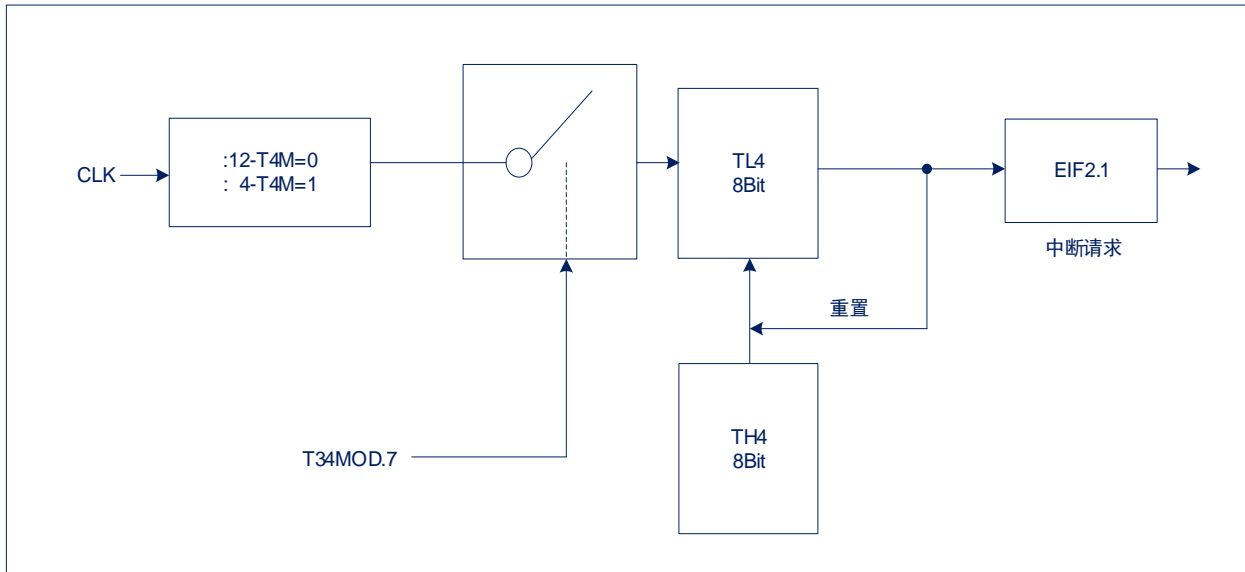 CLK
:12-T4M=0
: 4-T4M=1
TL4
8Bit
EIF2.1
中断请求
重置
TH4
8Bit
T34MOD.7